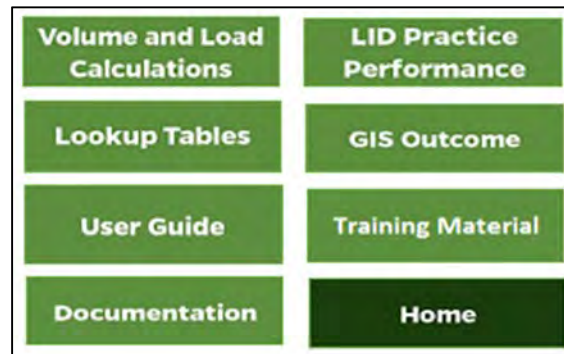 Volume and Load
Calculations
LID Practice
Performance
Lookup Tables
GIS Outcome
User Guide
Training Material
Documentation
Home